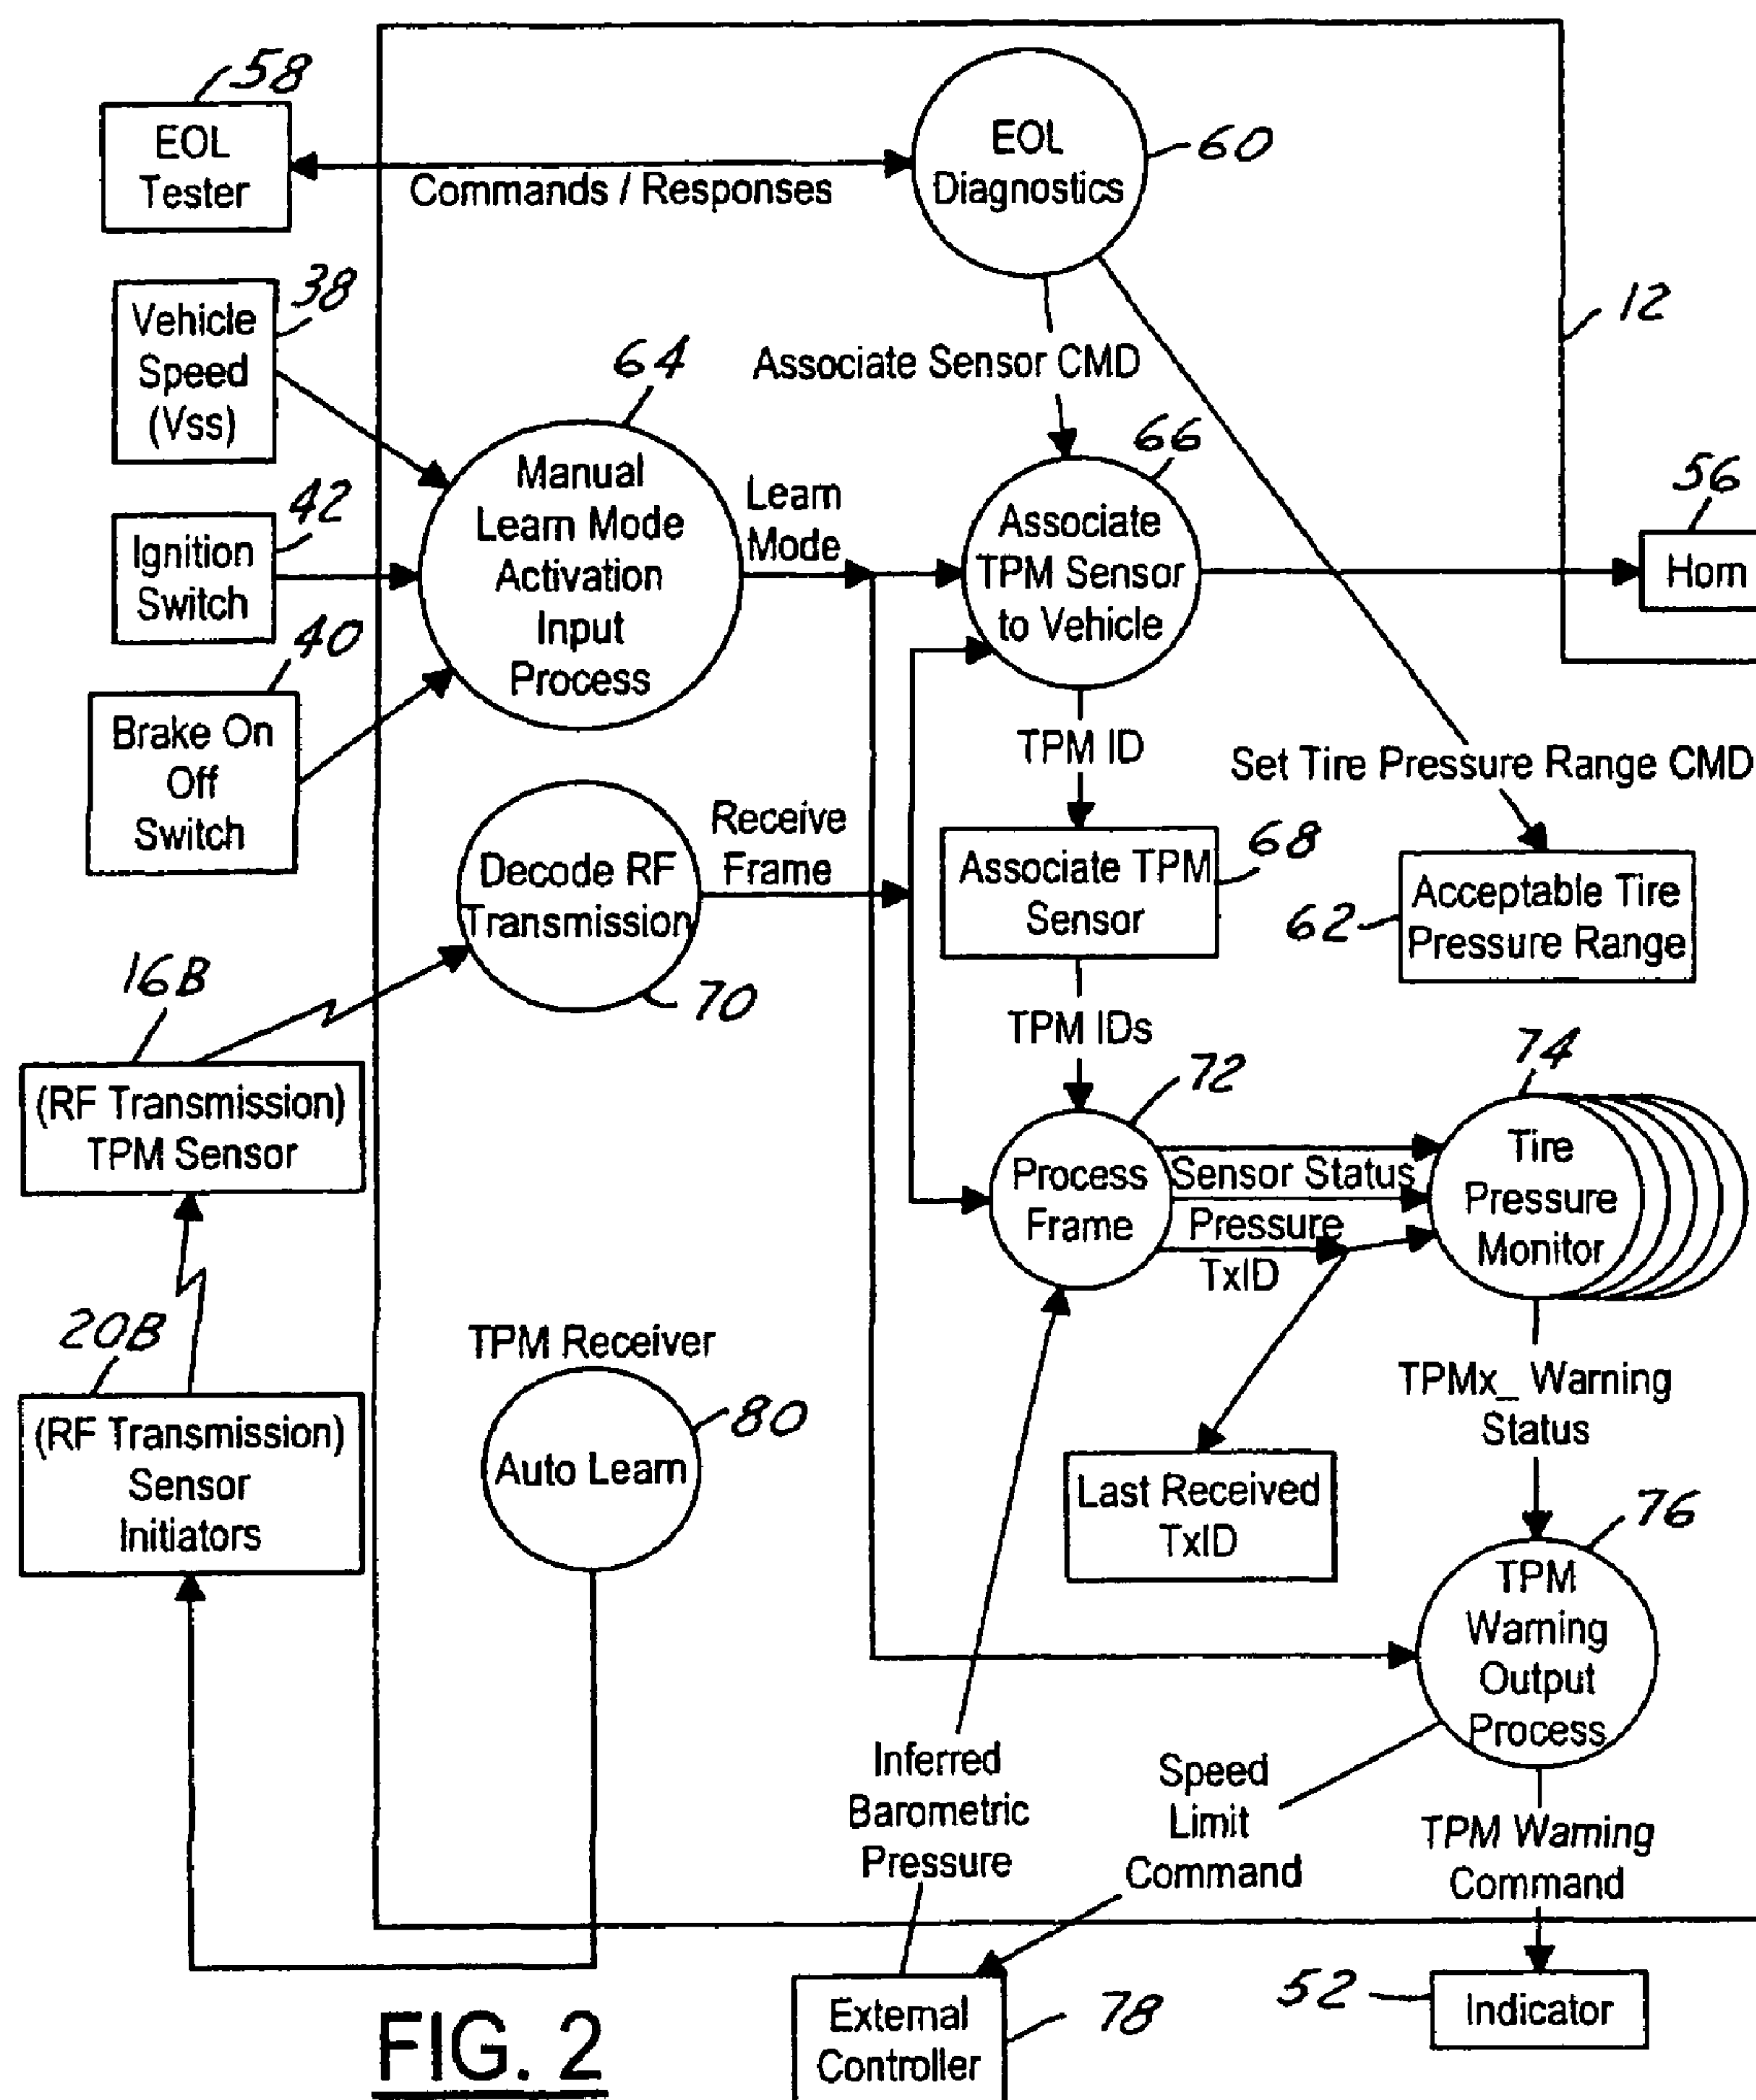 58
EOL
Tester
Commands / Responses
EOL
Diagnostics
60
38
Vehicle
Speed
(Vss)
12
64
Associate Sensor CMD
66
42
Ignition
Switch
Manual
Learn Mode
Activation
Input
Process
Learn
Mode
Associate
TPM Sensor
to Vehicle
56
Horn
40
Brake On
Off
Switch
TPM ID
Set Tire Pressure Range CMD
Receive
Frame
Decode RF
Transmission
70
Associate TPM
Sensor
68
62
Acceptable Tire
Pressure Range
16B
(RF Transmission)
TPM Sensor
TPM IDs
72
74
Process
Frame
Sensor Status
Pressure
TxID
Tire
Pressure
Monitor
20B
(RF Transmission)
Sensor
Initiators
TPM Receiver
80
Auto Learn
TPMx_ Warning
Status
Last Received
TxID
76
TPM
Warning
Output
Process
Inferred
Barometric
Pressure
Speed
Limit
Command
TPM Warning
Command
External
Controller
78
52
Indicator
FIG. 2